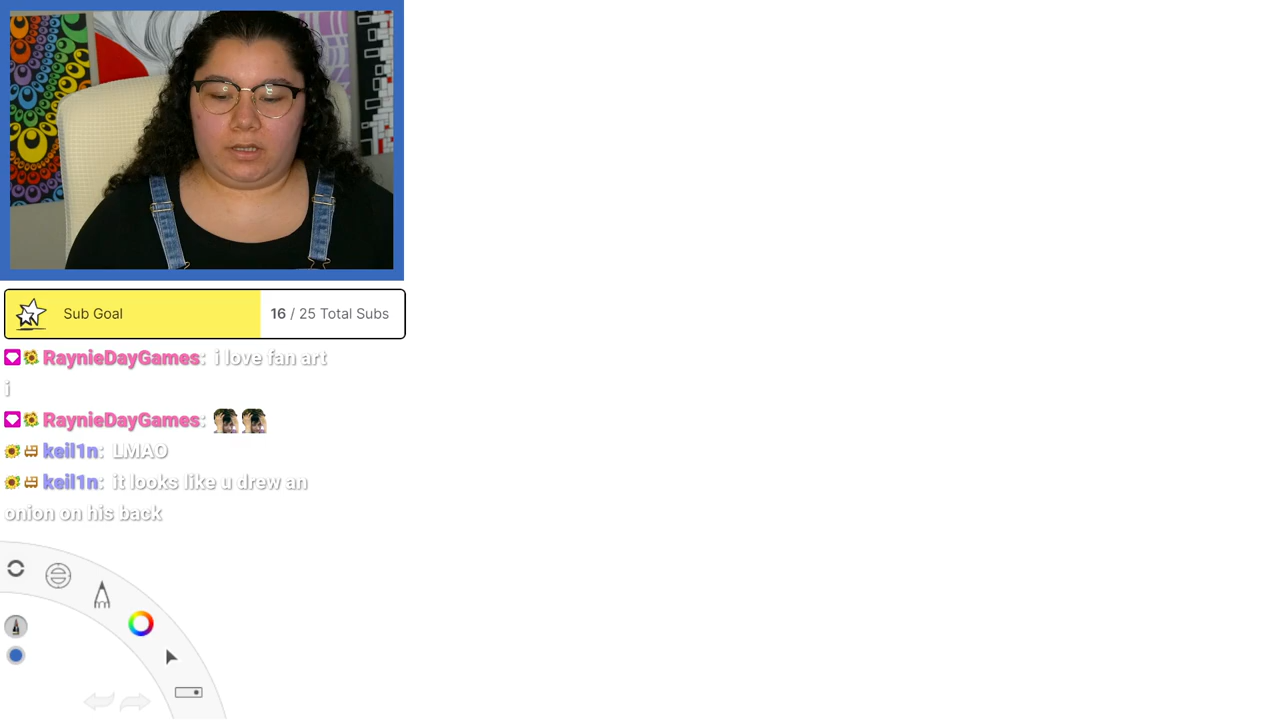 Sub Goal 16 / 25 Total Subs
RaynieDayGames: i love fan art
i
RaynieDayGames:
keil1n: LMAO
keil1n: it looks like u drew an
onion on his back